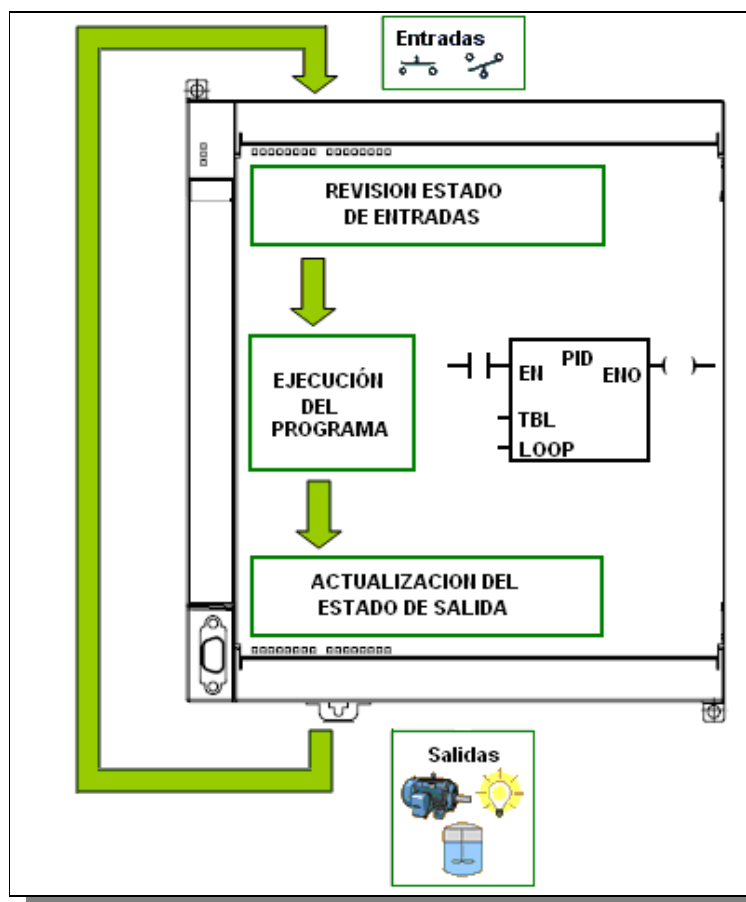 Entradas
REVISION ESTADO
DE ENTRADAS
EJECUCIÓN
DEL
PROGRAMA
PID
EN
ENO
TBL
LOOP
ACTUALIZACION DEL
ESTADO DE SALIDA
Salidas